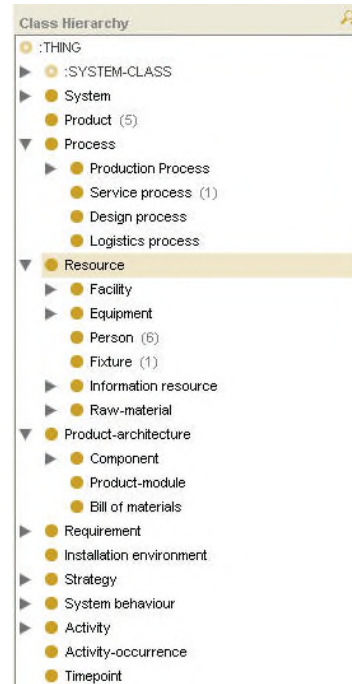 Class Hierarchy
:THING
:SYSTEM-CLASS
System
Product (5)
Process
Production Process
Service process (1)
Design process
Logistics process
Resource
Facility
Equipment
Person (6)
Fixture (1)
Information resource
Raw-material
Product-architecture
Component
Product-module
Bill of materials
Requirement
Installation environment
Strategy
System behaviour
Activity
Activity-occurrence
Timepoint